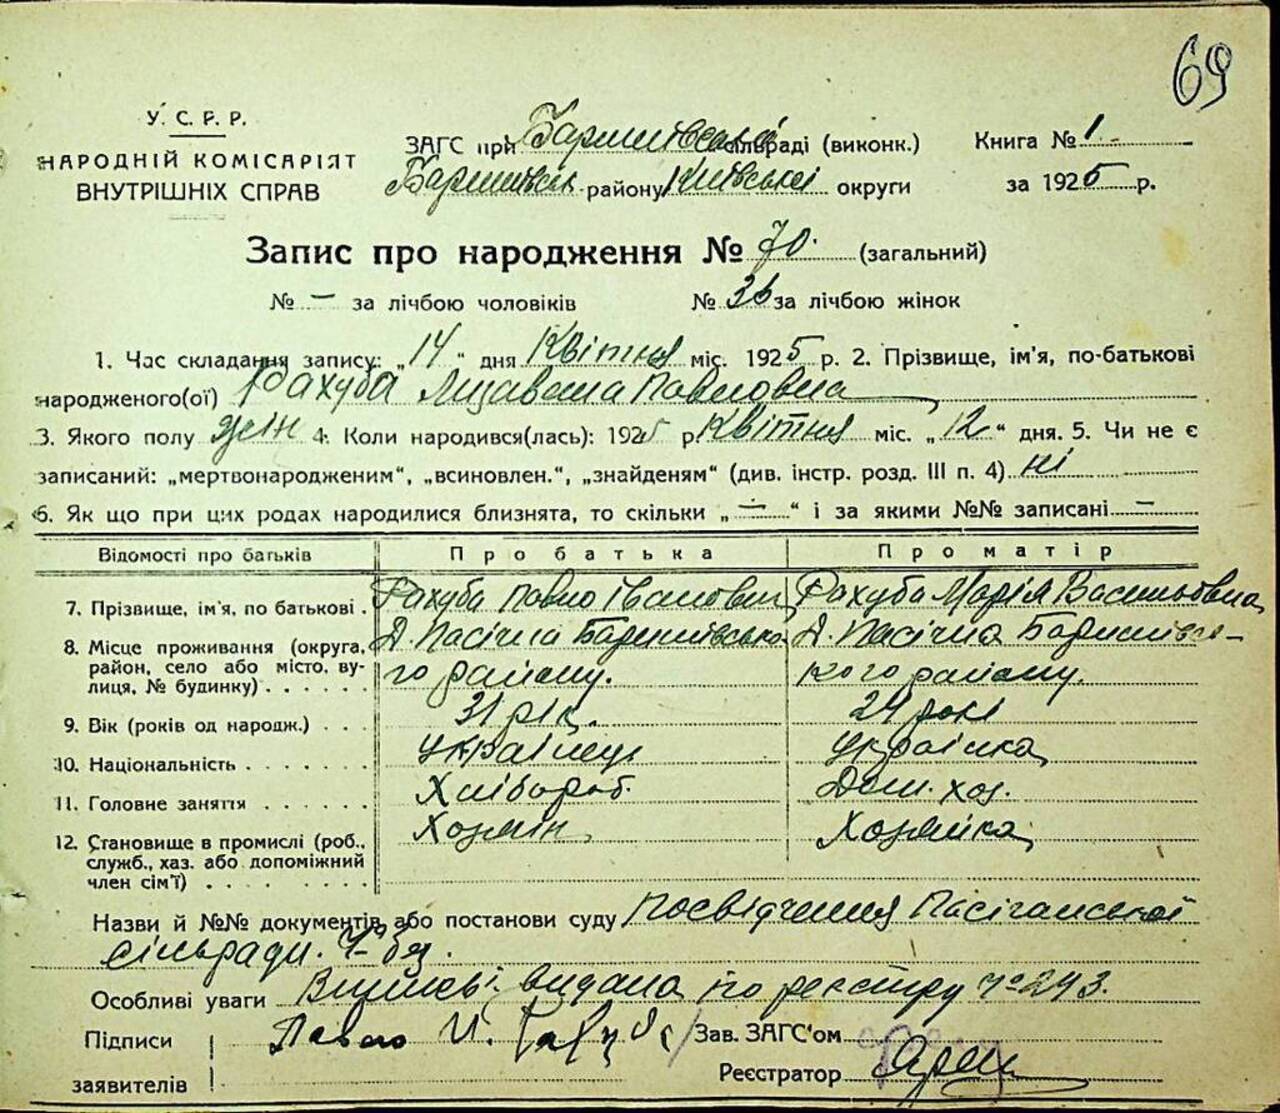 69
У.С.Р.Р.
НАРОДНІЙ КОМІСАРІЯТ
ВНУТРІШНІХ СПРАВ
ЗАГС при Баришівській сільраді (виконк.)
Баришівськ району Київської округи
Книга № 1
за 1925 р.
Запис про народження № 70. (загальний)
№ – за лічбою чоловіків № 36 за лічбою жінок
1. Час складання запису: „14“ дня Квітня міс. 1925 р. 2. Прізвище, ім'я, по-батькові
народженого(ої) Рахуба Лизавета Павловна
3. Якого полу жін 4. Коли народився(лась): 1925 р. Квітня міс. „12“ дня. 5. Чи не є
записаний: „мертвонародженим“, „всиновлен.“, „знайденям“ (див. інстр. розд. III п. 4) ні
6. Як що при цих родах народилися близнята, то скільки „–“ і за якими №№ записані –
Відомості про батьків Про батька Про матір
7. Прізвище, ім'я, по батькові . Рахуба Павло Іванович Рахуба Марія Васильовна
8. Місце проживання (округа, район, село або місто, вулиця, № будинку) . . . . . . Д. Пасічна Баришівського району. Д. Пасічна Баришівського району.
9. Вік (років од народж.) . . . 31 рік. 24 рокі
10. Національність . . . . . . . Українець Українка
11. Головне заняття . . . . . . Хлібороб. Дом. хоз.
12. Становище в промислі (роб., служб., хаз. або допоміжний член сім'ї) . . . . . . . . Хозяїн Хозяйка
Назви й №№ документів або постанови суду посвідчення Пасічанської
сільради.
Особливі уваги Виписі видана по реєстру № 243.
Підписи
заявителів
Павло И. Рахуба
Зав. ЗАГС'ом
Реєстратор